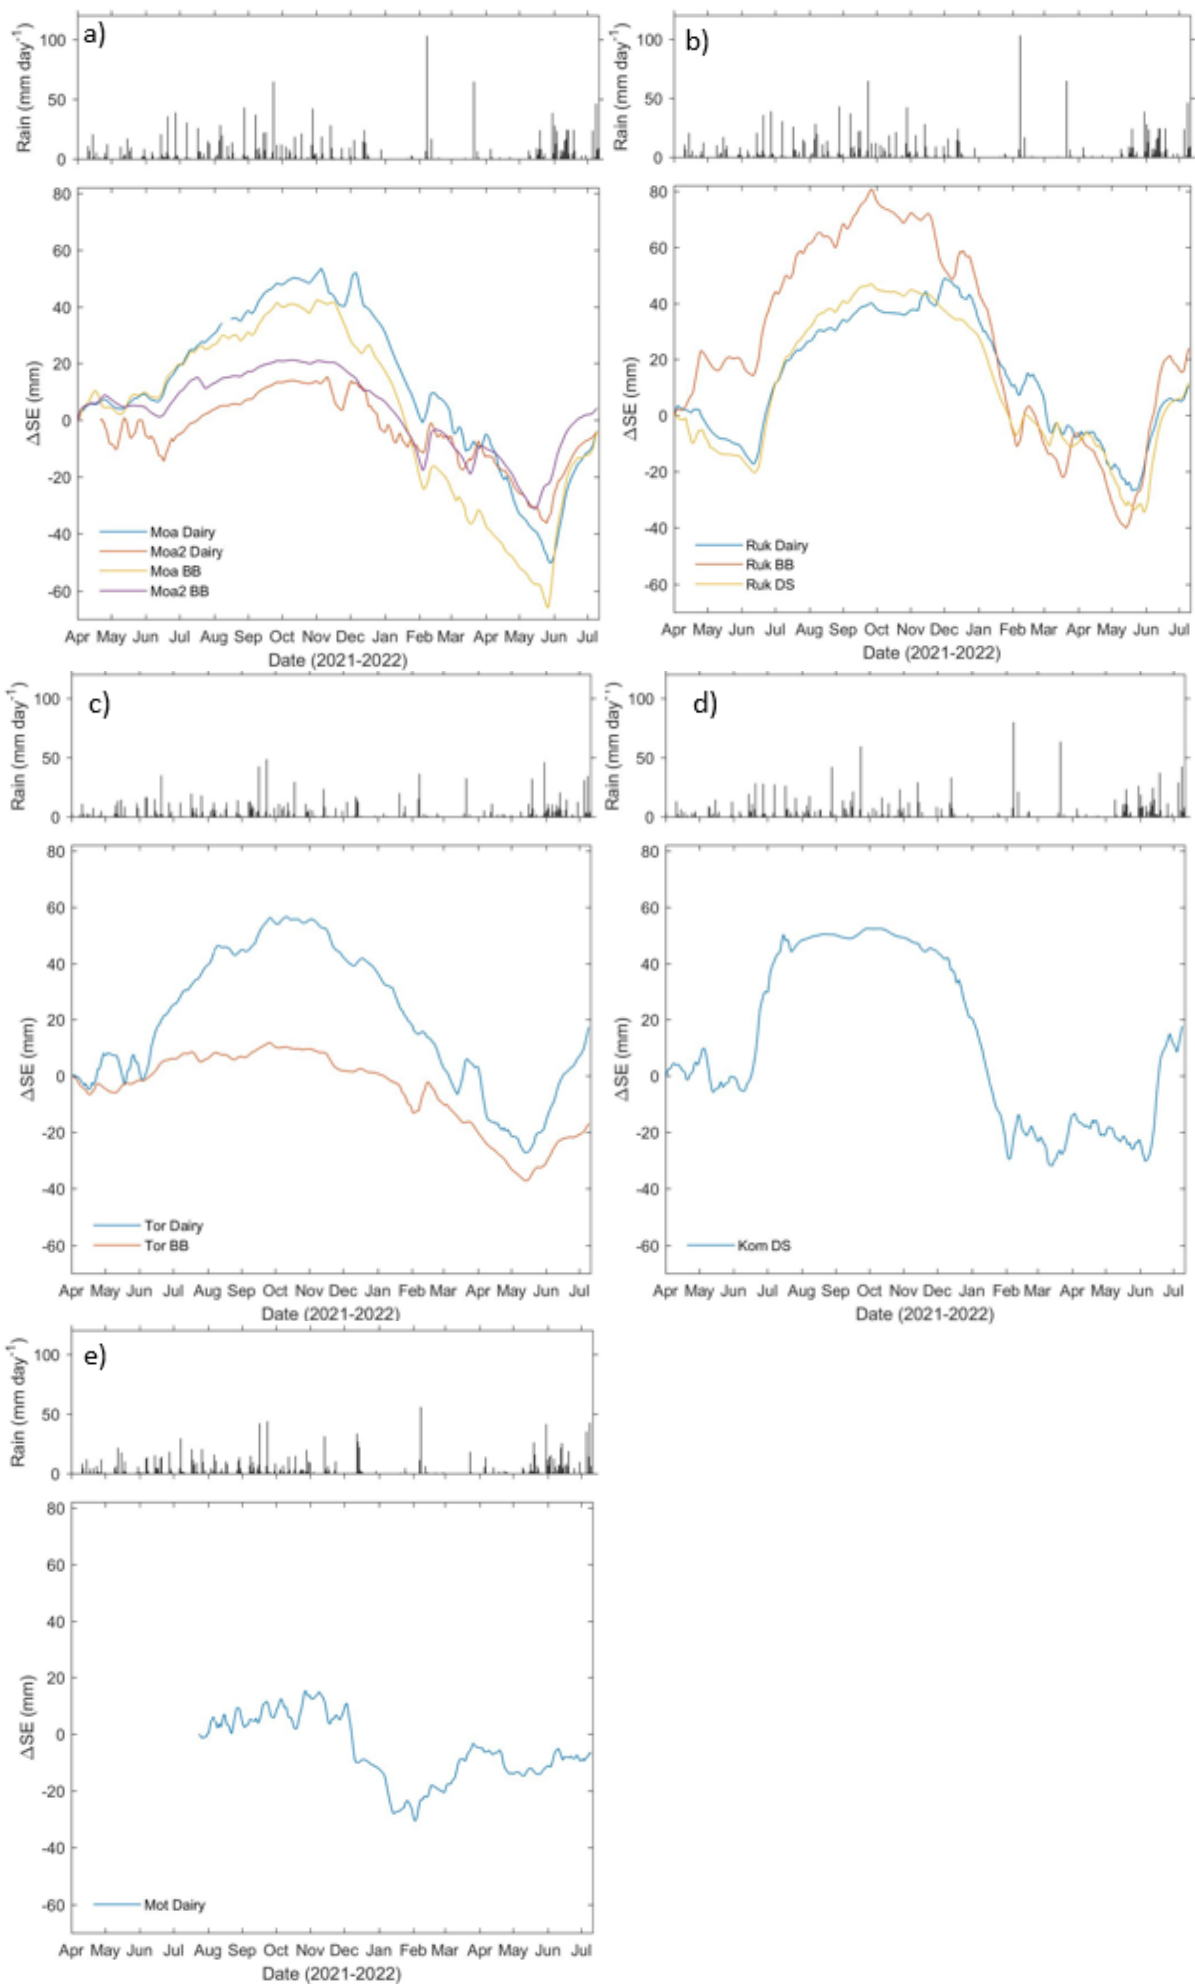 a)
Rain (mm day-1)
100
50
0
80
60
40
20
0
-20
-40
-60
ΔSE (mm)
Moa Dairy
Moa2 Dairy
Moa BB
Moa2 BB
Apr May Jun Jul Aug Sep Oct Nov Dec Jan Feb Mar Apr May Jun Jul
Date (2021-2022)
b)
Rain (mm day-1)
100
50
0
80
60
40
20
0
-20
-40
-60
ΔSE (mm)
Ruk Dairy
Ruk BB
Ruk DS
Apr May Jun Jul Aug Sep Oct Nov Dec Jan Feb Mar Apr May Jun Jul
Date (2021-2022)
c)
Rain (mm day-1)
100
50
0
80
60
40
20
0
-20
-40
-60
ΔSE (mm)
Tor Dairy
Tor BB
Apr May Jun Jul Aug Sep Oct Nov Dec Jan Feb Mar Apr May Jun Jul
Date (2021-2022)
d)
Rain (mm day-1)
100
50
0
80
60
40
20
0
-20
-40
-60
ΔSE (mm)
Kom DS
Apr May Jun Jul Aug Sep Oct Nov Dec Jan Feb Mar Apr May Jun Jul
Date (2021-2022)
e)
Rain (mm day-1)
100
50
0
80
60
40
20
0
-20
-40
-60
ΔSE (mm)
Mot Dairy
Apr May Jun Jul Aug Sep Oct Nov Dec Jan Feb Mar Apr May Jun Jul
Date (2021-2022)